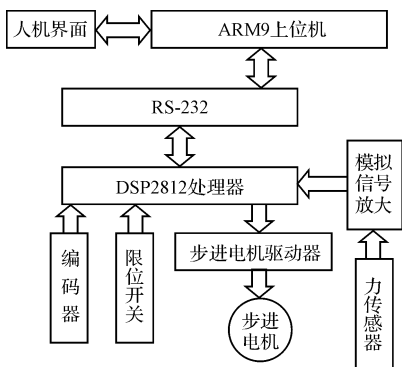 人机界面
ARM9上位机
RS-232
DSP2812处理器
模拟
信号
放大
编码器
限位开关
步进电机驱动器
步进
电机
力传感器